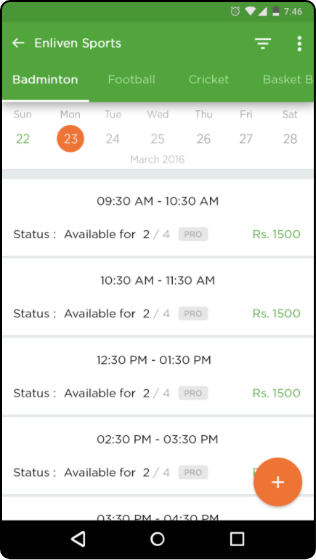 7:46
Enliven Sports
Badminton Football Cricket Basket B
Sun Mon Tue Wed Thu Fri Sat
22 23 24 25 26 27 28
March 2016
09:30 AM - 10:30 AM
Status : Available for 2 / 4 PRO Rs. 1500
10:30 AM - 11:30 AM
Status : Available for 2 / 4 PRO Rs. 1500
12:30 PM - 01:30 PM
Status : Available for 2 / 4 PRO Rs. 1500
02:30 PM - 03:30 PM
Status : Available for 2 / 4 PRO
+
03:30 PM - 04:30 PM